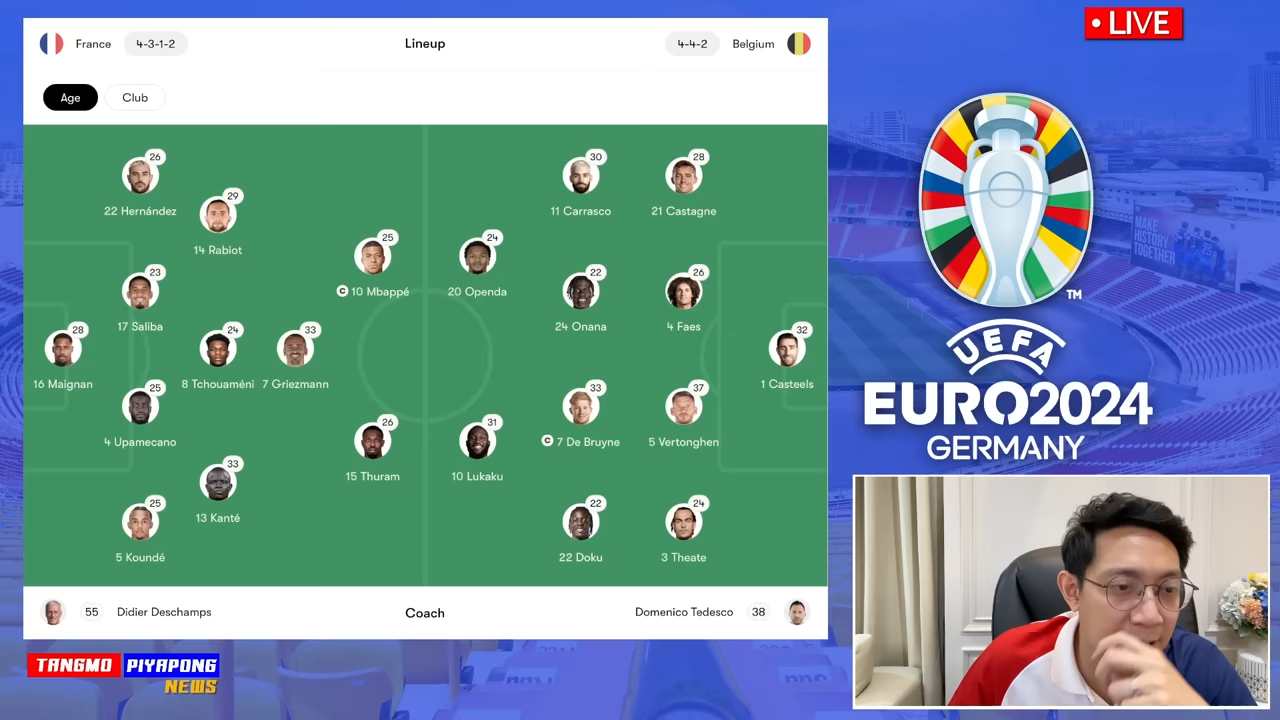 France 4-3-1-2 Lineup 4-4-2 Belgium
LIVE
Age Club
26
22 Hernández
29
14 Rabiot
23
17 Saliba
28
16 Maignan
24
8 Tchouaméni
33
7 Griezmann
25
4 Upamecano
33
13 Kanté
25
5 Koundé
25
C 10 Mbappé
26
15 Thuram
24
20 Openda
31
10 Lukaku
30
11 Carrasco
28
21 Castagne
22
24 Onana
26
4 Faes
32
1 Casteels
33
C 7 De Bruyne
37
5 Vertonghen
22
22 Doku
24
3 Theate
55 Didier Deschamps Coach Domenico Tedesco 38
MAKE
HISTORY
TOGETHER
TM
UEFA
EURO2024
GERMANY
TANGMO PIYAPONG
NEWS